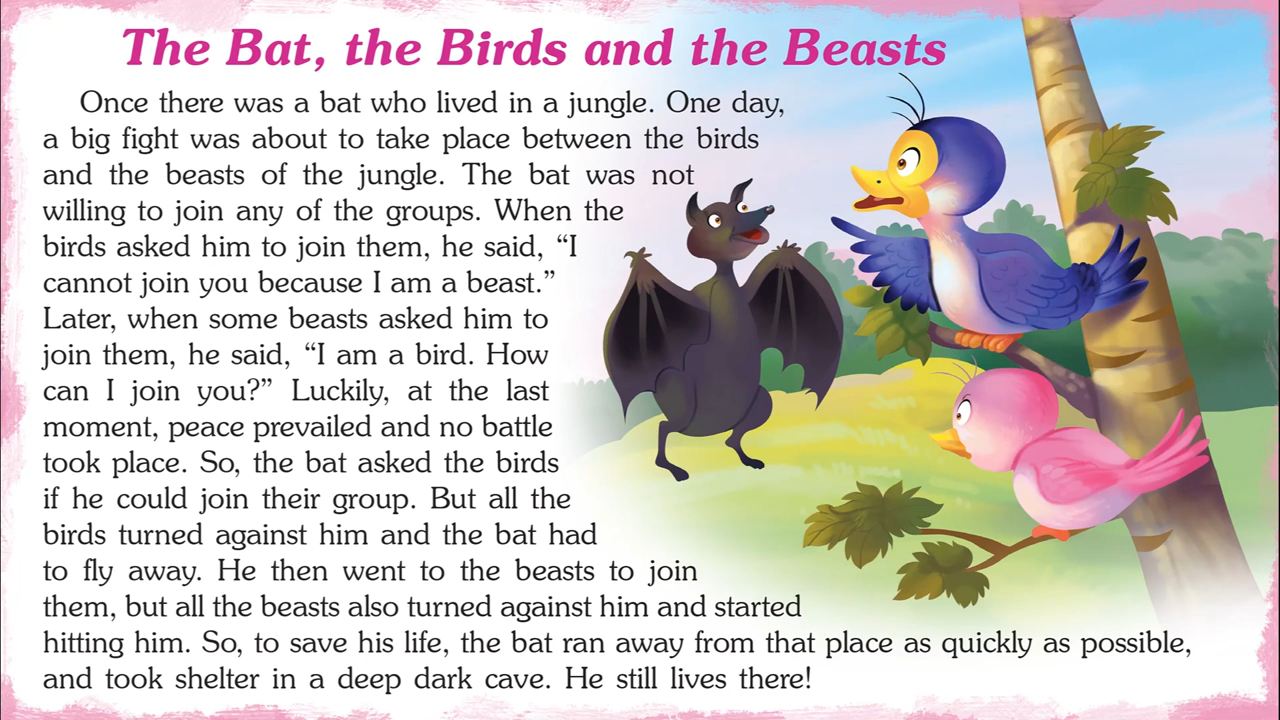 The Bat, the Birds and the Beasts
Once there was a bat who lived in a jungle. One day,
a big fight was about to take place between the birds
and the beasts of the jungle. The bat was not
willing to join any of the groups. When the
birds asked him to join them, he said, “I
cannot join you because I am a beast.”
Later, when some beasts asked him to
join them, he said, “I am a bird. How
can I join you?” Luckily, at the last
moment, peace prevailed and no battle
took place. So, the bat asked the birds
if he could join their group. But all the
birds turned against him and the bat had
to fly away. He then went to the beasts to join
them, but all the beasts also turned against him and started
hitting him. So, to save his life, the bat ran away from that place as quickly as possible,
and took shelter in a deep dark cave. He still lives there!